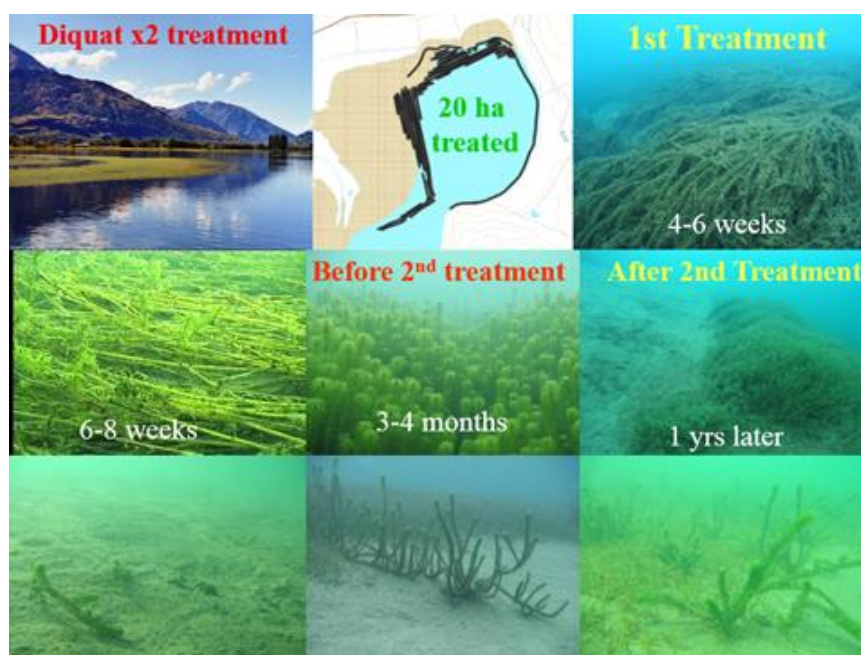 Diquat x2 treatment
20 ha
treated
1st Treatment
4-6 weeks
6-8 weeks
Before 2nd treatment
3-4 months
After 2nd Treatment
1 yrs later